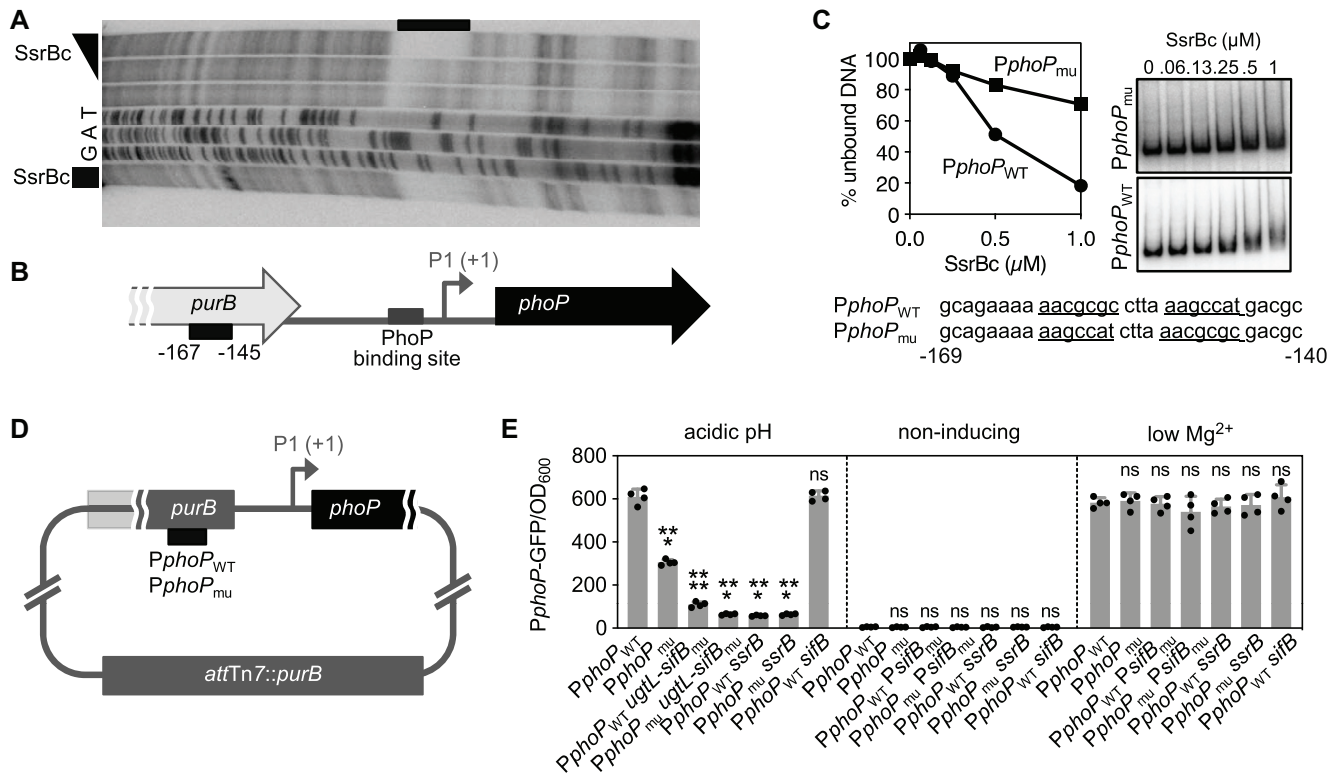 A
SsrBc
G A T
SsrBc
B
P1 (+1)
purB
phoP
-167
-145
PhoP
binding site
C
% unbound DNA
100
80
60
40
20
0
0.0
0.5
1.0
SsrBc (µM)
PphoPmu
PphoPWT
SsrBc (µM)
0 .06 .13 .25 .5 1
PphoPmu
PphoPWT
PphoPWT gcagaaaa aacgcgc ctta aagccat gacgc
PphoPmu gcagaaaa aagccat ctta aacgcgc gacgc
-169
-140
D
P1 (+1)
purB
phoP
PphoPWT
PphoPmu
attTn7::purB
E
acidic pH
non-inducing
low Mg2+
PphoP-GFP/OD600
800
600
400
200
0
**
*
**
**
**
*
**
*
**
*
ns
ns ns ns ns ns ns
ns ns ns ns ns ns
PphoPWT
PphoPmu
PphoPWT ugtL-sifBmu
PphoPmu ugtL-sifBmu
PphoPWT ssrB
PphoPmu ssrB
PphoPWT sifB
PphoPWT
PphoPmu
PphoPWT PsifBmu
PphoPmu PsifBmu
PphoPWT ssrB
PphoPmu ssrB
PphoPWT sifB
PphoPWT
PphoPmu
PphoPWT PsifBmu
PphoPmu PsifBmu
PphoPWT ssrB
PphoPmu ssrB
PphoPWT sifB